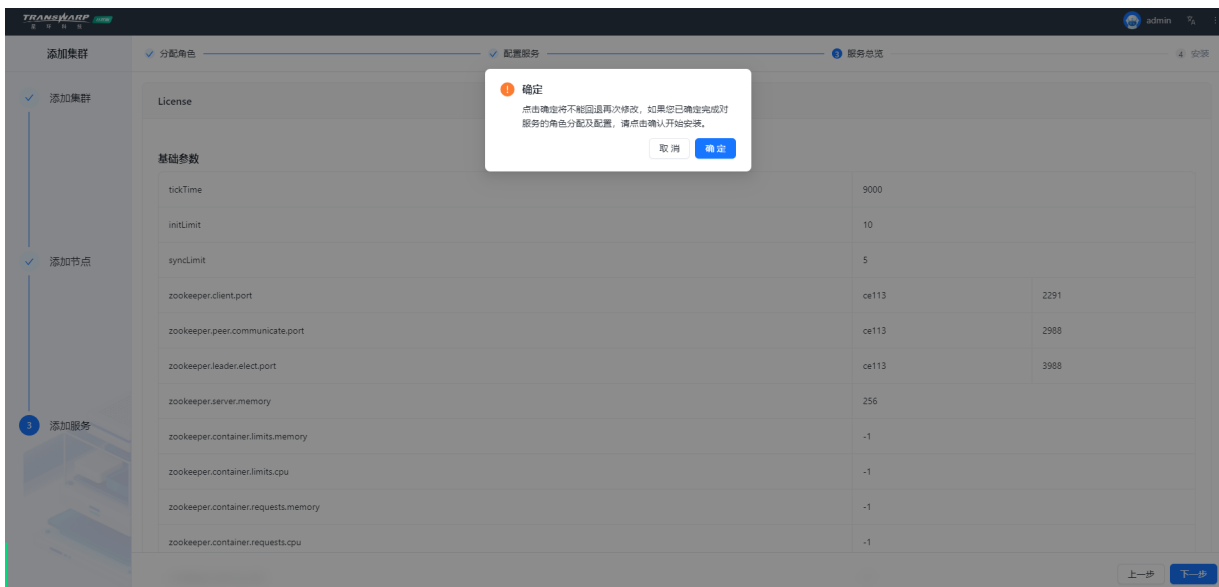 TRANSWARP
星 环 科 技
admin
添加集群
分配角色
配置服务
3 服务总览
4 安装
添加集群
License
确定
点击确定将不能回退再次修改，如果您已确定完成对
服务的角色分配及配置，请点击确认开始安装。
取 消
确 定
基础参数
tickTime 9000
initLimit 10
添加节点
syncLimit 5
zookeeper.client.port ce113 2291
zookeeper.peer.communicate.port ce113 2988
zookeeper.leader.elect.port ce113 3988
zookeeper.server.memory 256
3 添加服务
zookeeper.container.limits.memory -1
zookeeper.container.limits.cpu -1
zookeeper.container.requests.memory -1
zookeeper.container.requests.cpu -1
上一步
下一步